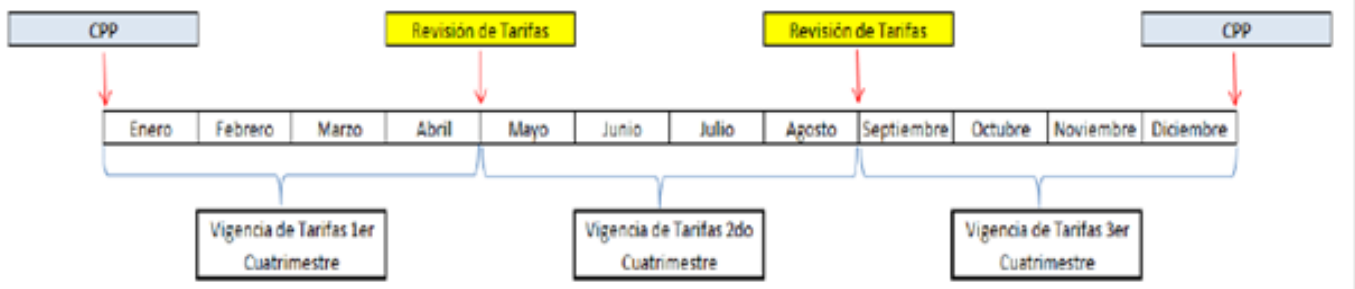 CPP
Revisión de Tarifas
Revisión de Tarifas
CPP
Enero Febrero Marzo Abril Mayo Junio Julio Agosto Septiembre Octubre Noviembre Diciembre
Vigencia de Tarifas 1er
Cuatrimestre
Vigencia de Tarifas 2do
Cuatrimestre
Vigencia de Tarifas 3er
Cuatrimestre